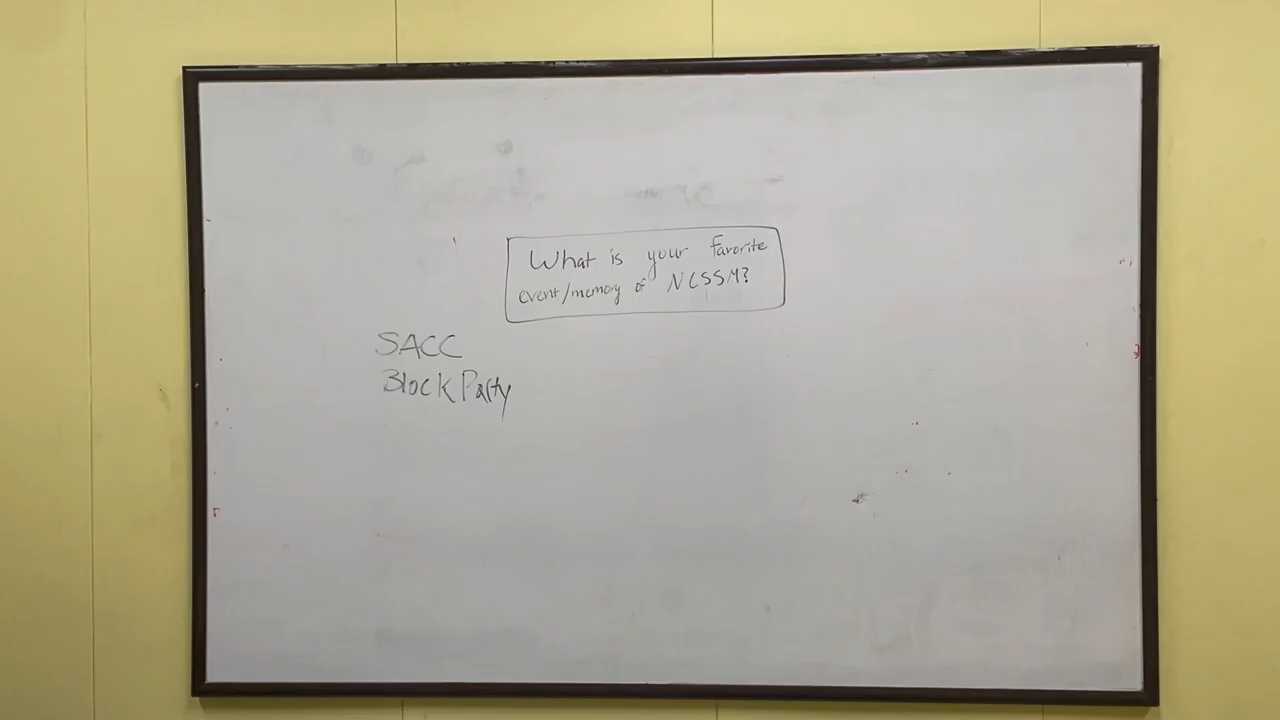 What is your favorite
event/memory of NCSSM?
SACC
Block Party